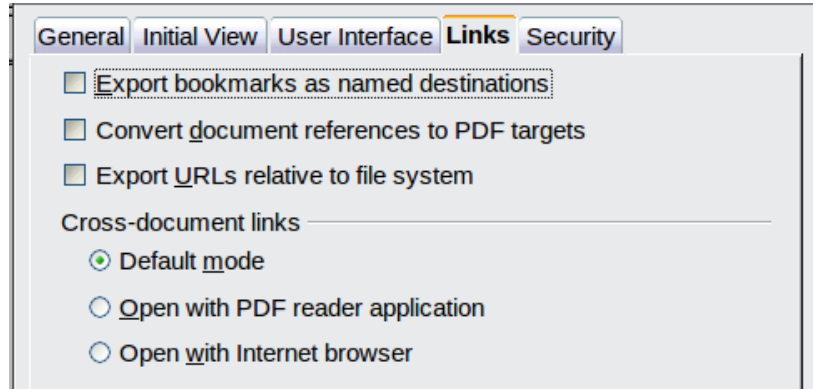 General Initial View User Interface Links Security
Export bookmarks as named destinations
Convert document references to PDF targets
Export URLs relative to file system
Cross-document links
Default mode
Open with PDF reader application
Open with Internet browser